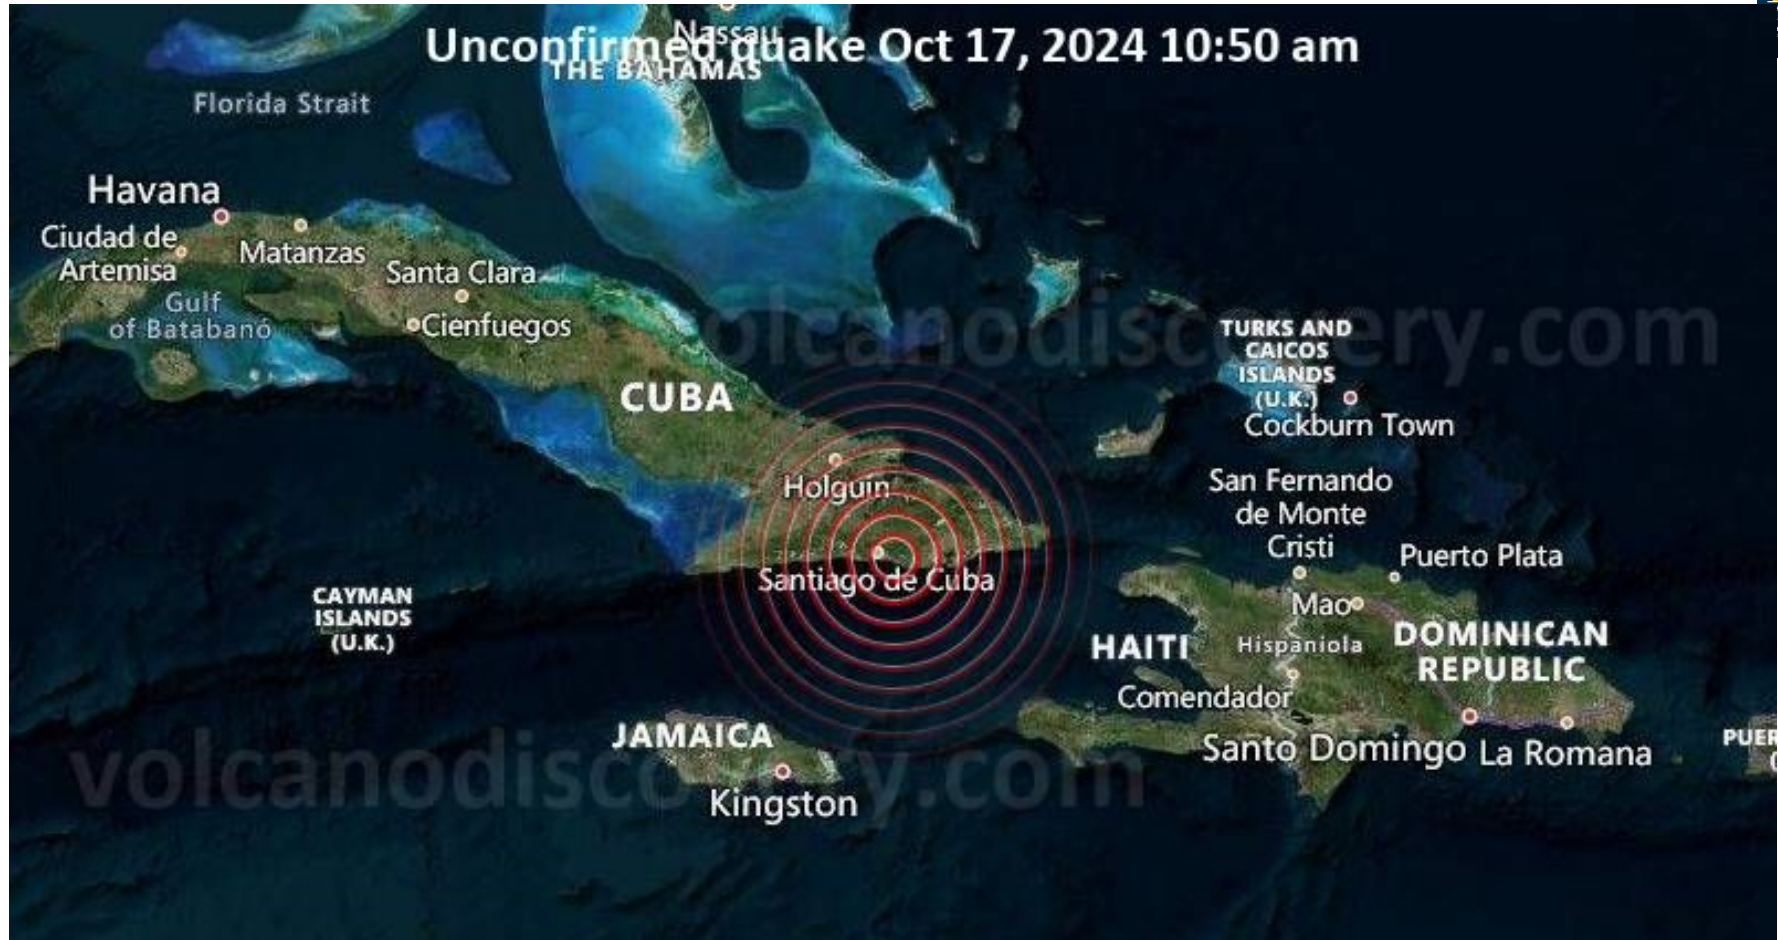 Nassau
Unconfirmed quake Oct 17, 2024 10:50 am
THE BAHAMAS
Florida Strait
Havana
Ciudad de
Artemisa
Matanzas
Santa Clara
Gulf
of Batabanó
Cienfuegos
volcanodiscovery.com
TURKS AND
CAICOS
ISLANDS
(U.K.)
Cockburn Town
CUBA
Holguin
San Fernando
de Monte
Cristi
Puerto Plata
Santiago de Cuba
CAYMAN
ISLANDS
(U.K.)
Mao
HAITI
Hispaniola
DOMINICAN
REPUBLIC
Comendador
JAMAICA
Santo Domingo
La Romana
PUER
volcanodiscovery.com
Kingston